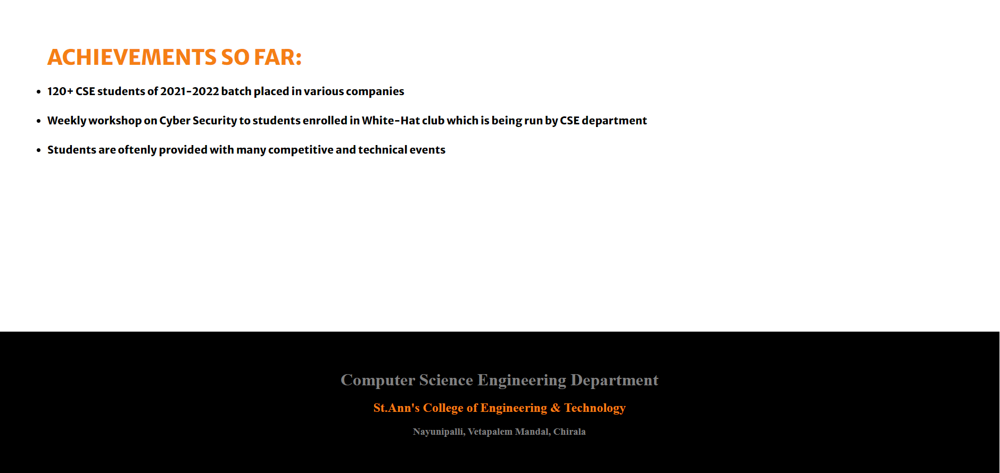 ACHIEVEMENTS SO FAR:
• 120+ CSE students of 2021-2022 batch placed in various companies
• Weekly workshop on Cyber Security to students enrolled in White-Hat club which is being run by CSE department
• Students are oftenly provided with many competitive and technical events
Computer Science Engineering Department
St.Ann's College of Engineering & Technology
Nayunipalli, Vetapalem Mandal, Chirala